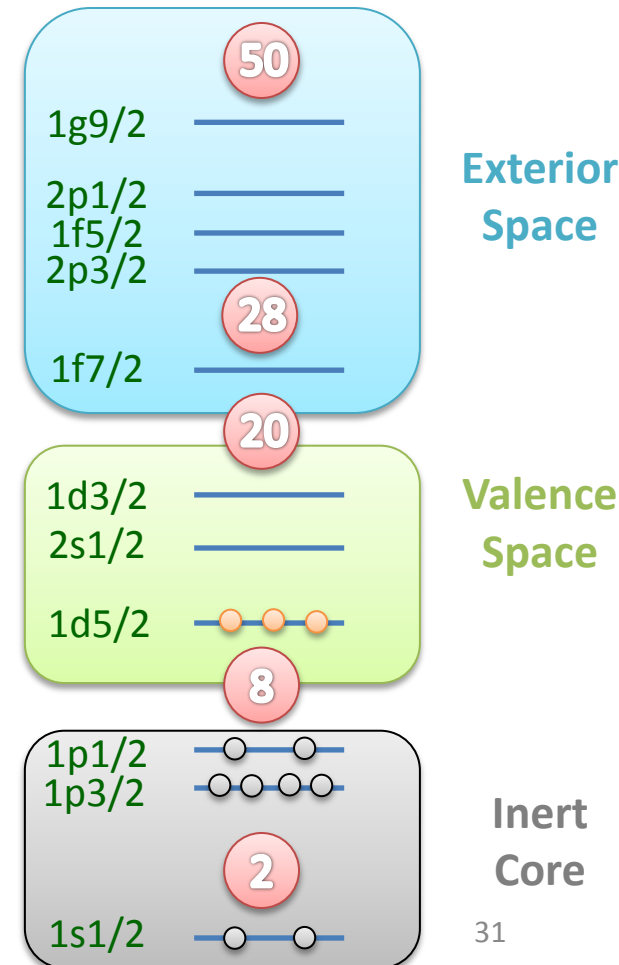 50
1g9/2
2p1/2
1f5/2
2p3/2
28
1f7/2
Exterior
Space
20
1d3/2
2s1/2
1d5/2
8
Valence
Space
1p1/2
1p3/2
2
1s1/2
Inert
Core
31